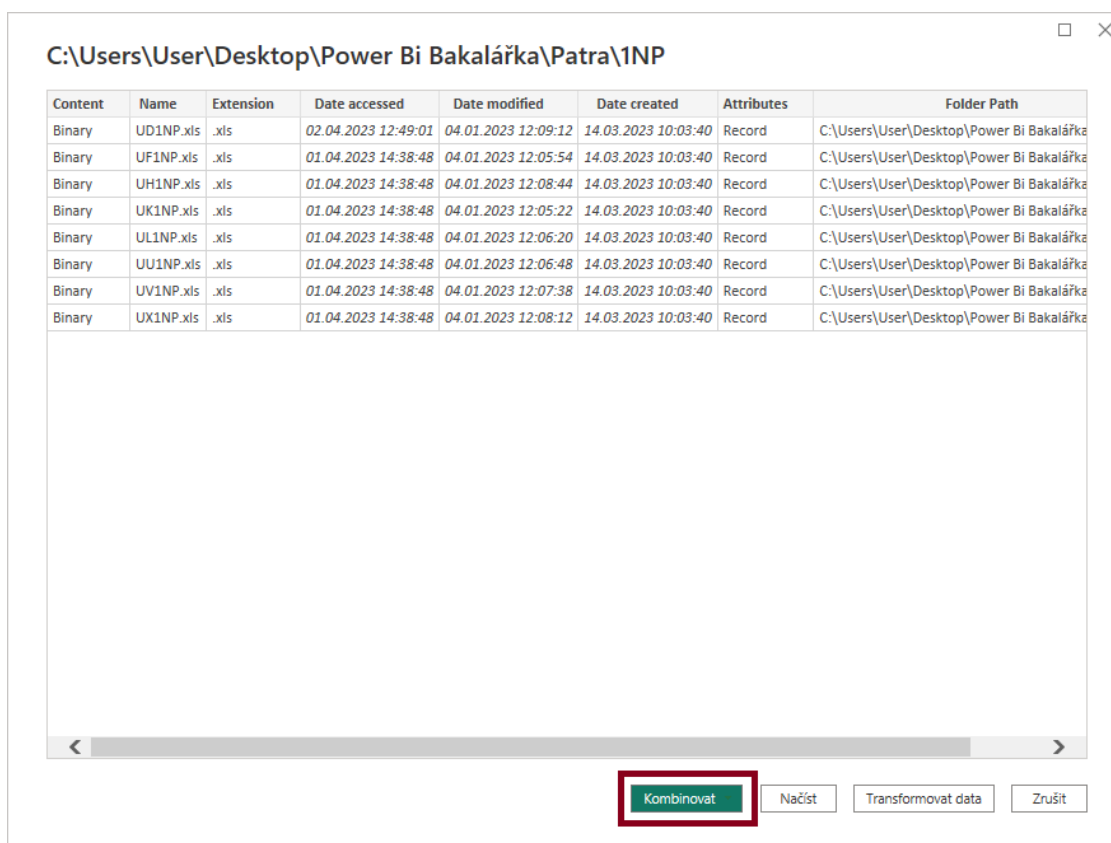 C:\Users\User\Desktop\Power Bi Bakalářka\Patra\1NP
Content Name Extension Date accessed Date modified Date created Attributes Folder Path
Binary UD1NP.xls .xls 02.04.2023 12:49:01 04.01.2023 12:09:12 14.03.2023 10:03:40 Record C:\Users\User\Desktop\Power Bi Bakalářka
Binary UF1NP.xls .xls 01.04.2023 14:38:48 04.01.2023 12:05:54 14.03.2023 10:03:40 Record C:\Users\User\Desktop\Power Bi Bakalářka
Binary UH1NP.xls .xls 01.04.2023 14:38:48 04.01.2023 12:08:44 14.03.2023 10:03:40 Record C:\Users\User\Desktop\Power Bi Bakalářka
Binary UK1NP.xls .xls 01.04.2023 14:38:48 04.01.2023 12:05:22 14.03.2023 10:03:40 Record C:\Users\User\Desktop\Power Bi Bakalářka
Binary UL1NP.xls .xls 01.04.2023 14:38:48 04.01.2023 12:06:20 14.03.2023 10:03:40 Record C:\Users\User\Desktop\Power Bi Bakalářka
Binary UU1NP.xls .xls 01.04.2023 14:38:48 04.01.2023 12:06:48 14.03.2023 10:03:40 Record C:\Users\User\Desktop\Power Bi Bakalářka
Binary UV1NP.xls .xls 01.04.2023 14:38:48 04.01.2023 12:07:38 14.03.2023 10:03:40 Record C:\Users\User\Desktop\Power Bi Bakalářka
Binary UX1NP.xls .xls 01.04.2023 14:38:48 04.01.2023 12:08:12 14.03.2023 10:03:40 Record C:\Users\User\Desktop\Power Bi Bakalářka
Kombinovat Načíst Transformovat data Zrušit